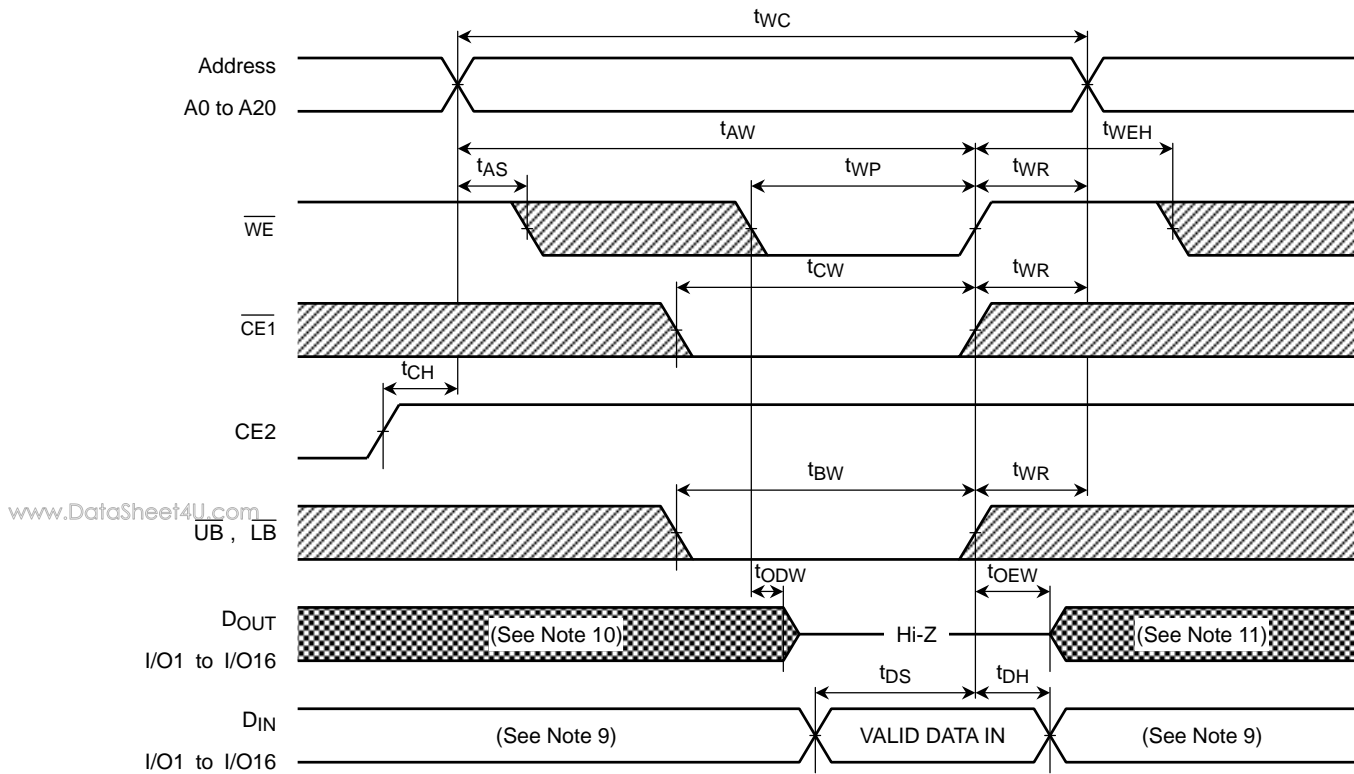 tWC
Address
A0 to A20
tAW
tWEH
tAS
tWP
tWR
WE
tCW
tWR
CE1
tCH
CE2
tBW
tWR
www.DataSheet4U.com
UB , LB
tODW
tOEW
DOUT
(See Note 10)
Hi-Z
(See Note 11)
I/O1 to I/O16
tDS
tDH
DIN
(See Note 9)
VALID DATA IN
(See Note 9)
I/O1 to I/O16